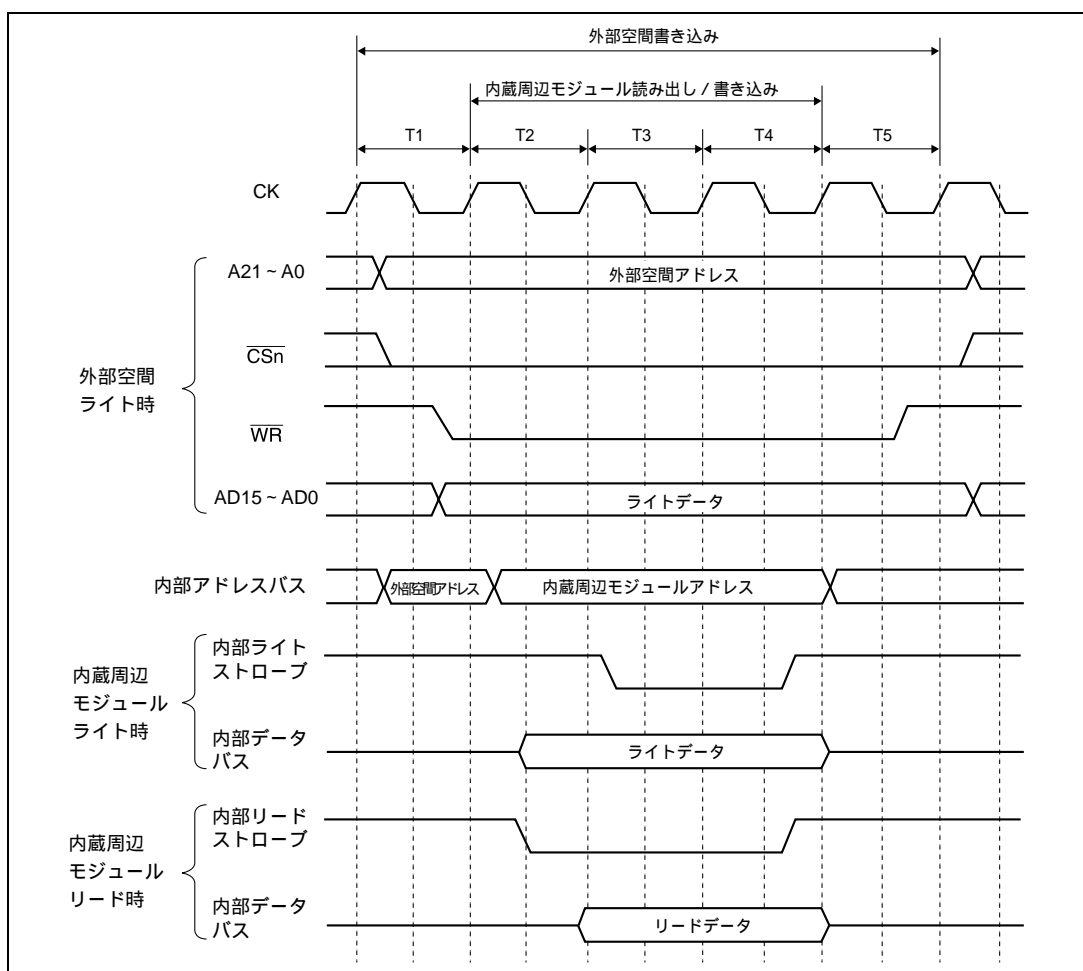 外部空間書き込み
内蔵周辺モジュール読み出し / 書き込み
T1 T2 T3 T4 T5
CK
A21 ~ A0
外部空間アドレス
CSn
外部空間
ライト時
WR
AD15 ~ AD0
ライトデータ
内部アドレスバス
外部空間アドレス
内蔵周辺モジュールアドレス
内部ライト
ストローブ
内蔵周辺
モジュール
ライト時
内部データ
バス
ライトデータ
内部リード
ストローブ
内蔵周辺
モジュール
リード時
内部データ
バス
リードデータ